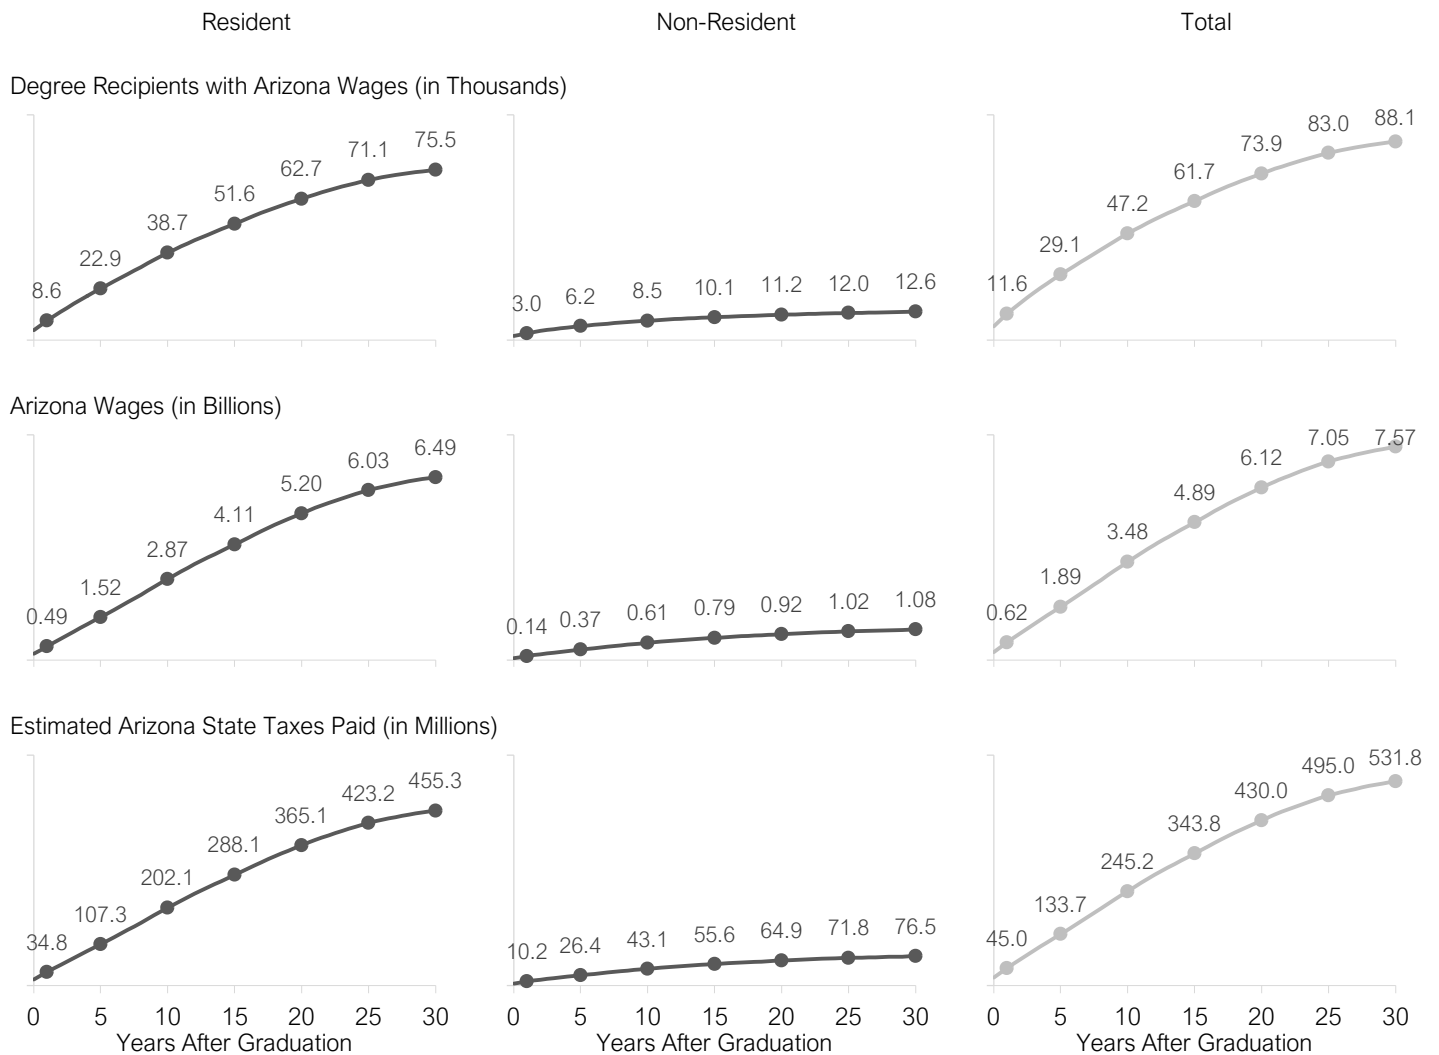 Resident Non-Resident Total
Degree Recipients with Arizona Wages (in Thousands)
8.6 22.9 38.7 51.6 62.7 71.1 75.5
3.0 6.2 8.5 10.1 11.2 12.0 12.6
11.6 29.1 47.2 61.7 73.9 83.0 88.1
Arizona Wages (in Billions)
0.49 1.52 2.87 4.11 5.20 6.03 6.49
0.14 0.37 0.61 0.79 0.92 1.02 1.08
0.62 1.89 3.48 4.89 6.12 7.05 7.57
Estimated Arizona State Taxes Paid (in Millions)
34.8 107.3 202.1 288.1 365.1 423.2 455.3
10.2 26.4 43.1 55.6 64.9 71.8 76.5
45.0 133.7 245.2 343.8 430.0 495.0 531.8
0 5 10 15 20 25 30
Years After Graduation
0 5 10 15 20 25 30
Years After Graduation
0 5 10 15 20 25 30
Years After Graduation